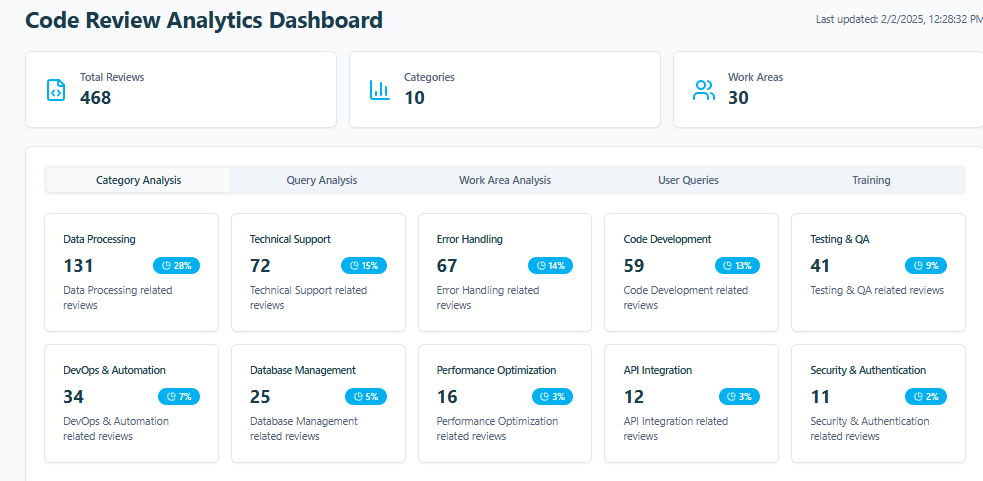 Code Review Analytics Dashboard
Last updated: 2/2/2025, 12:28:32 PM
Total Reviews
468
Categories
10
Work Areas
30
Category Analysis
Query Analysis
Work Area Analysis
User Queries
Training
Data Processing
131
28%
Data Processing related
reviews
Technical Support
72
15%
Technical Support related
reviews
Error Handling
67
14%
Error Handling related
reviews
Code Development
59
13%
Code Development related
reviews
Testing & QA
41
9%
Testing & QA related reviews
DevOps & Automation
34
7%
DevOps & Automation
related reviews
Database Management
25
5%
Database Management
related reviews
Performance Optimization
16
3%
Performance Optimization
related reviews
API Integration
12
3%
API Integration related
reviews
Security & Authentication
11
2%
Security & Authentication
related reviews